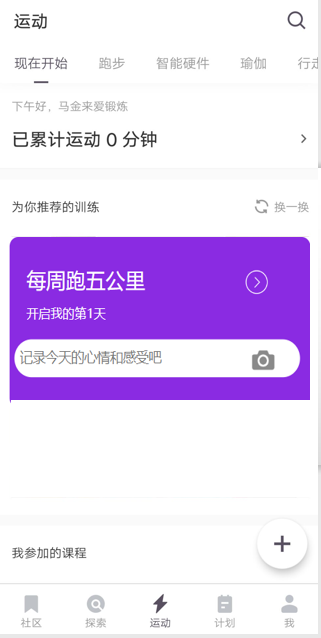 运动
现在开始 跑步 智能硬件 瑜伽 行走
下午好，马金来爱锻炼
已累计运动 0 分钟
为你推荐的训练 换一换
每周跑五公里
开启我的第1天
记录今天的心情和感受吧
我参加的课程
社区 探索 运动 计划 我